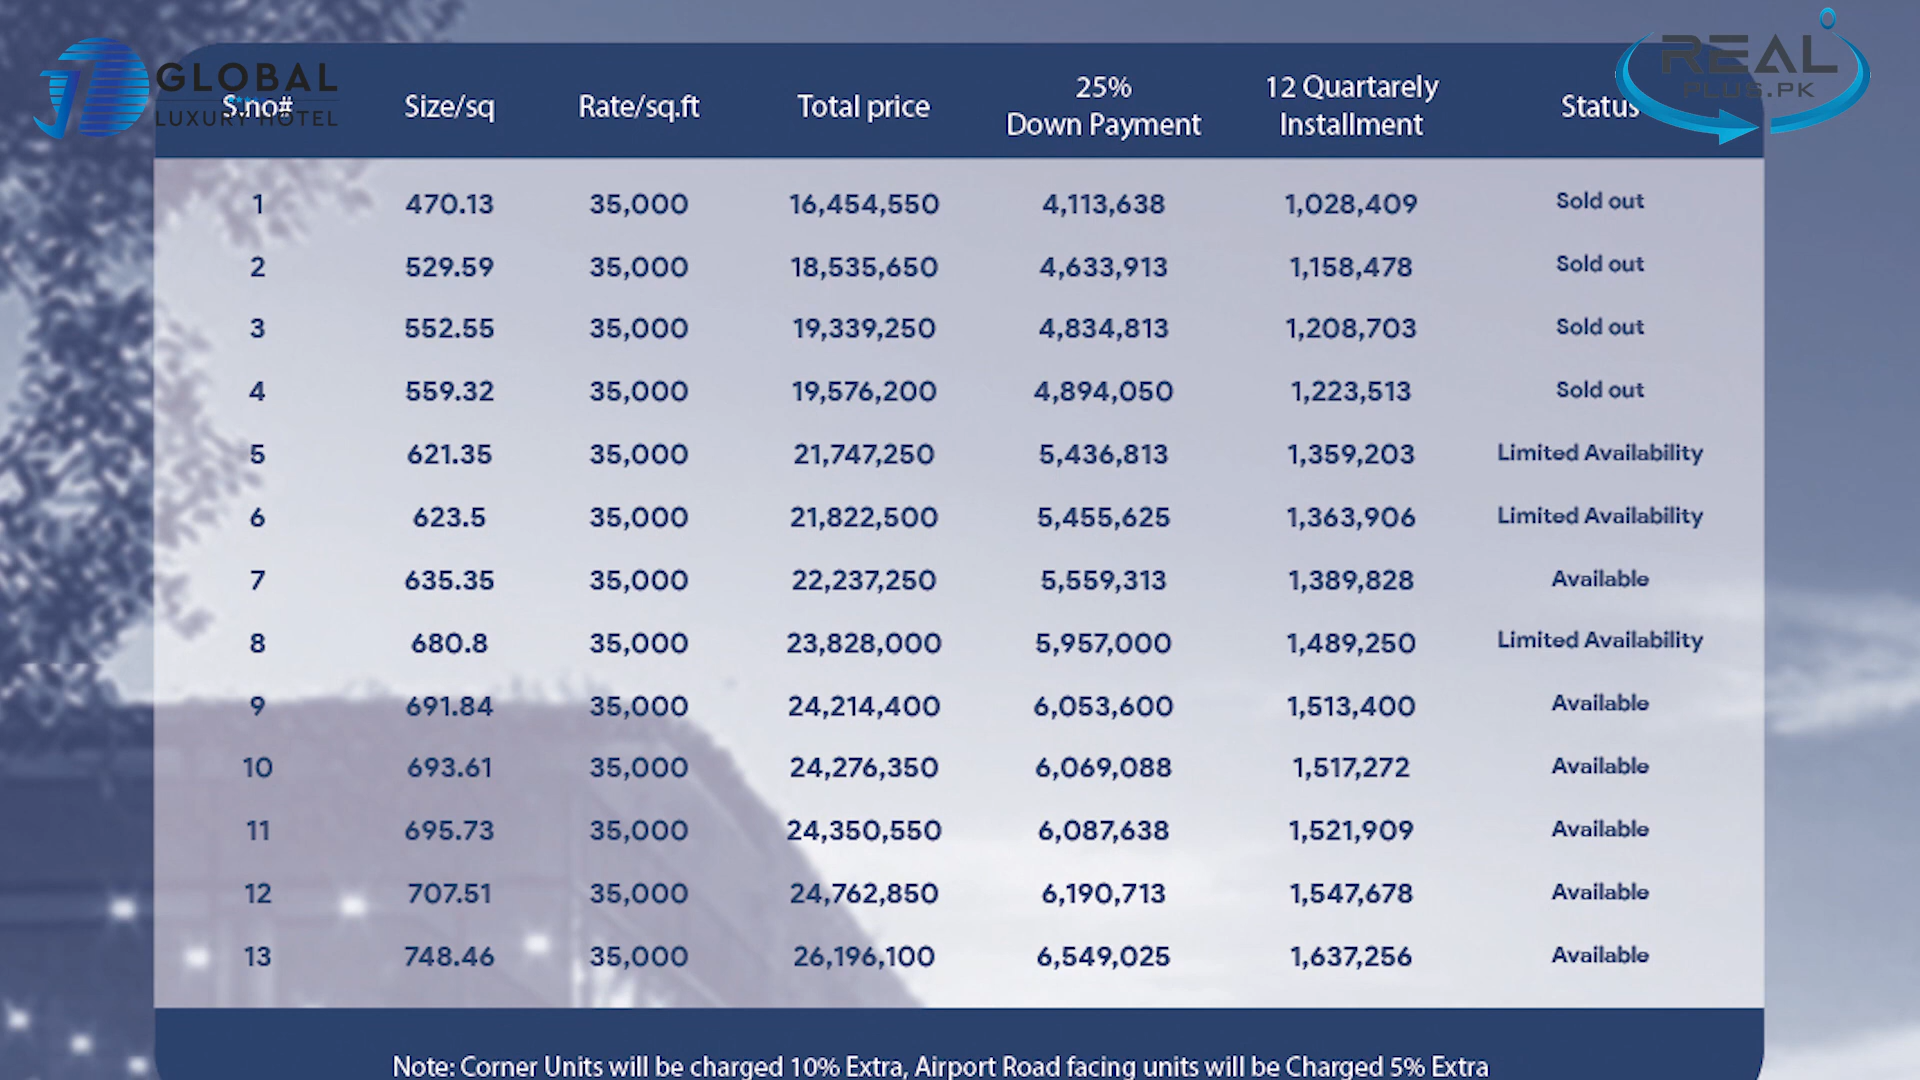 GLOBAL
LUXURY HOTEL
REAL
PLUS.PK
S.no# Size/sq Rate/sq.ft Total price 25% Down Payment 12 Quartarely Installment Status
1 470.13 35,000 16,454,550 4,113,638 1,028,409 Sold out
2 529.59 35,000 18,535,650 4,633,913 1,158,478 Sold out
3 552.55 35,000 19,339,250 4,834,813 1,208,703 Sold out
4 559.32 35,000 19,576,200 4,894,050 1,223,513 Sold out
5 621.35 35,000 21,747,250 5,436,813 1,359,203 Limited Availability
6 623.5 35,000 21,822,500 5,455,625 1,363,906 Limited Availability
7 635.35 35,000 22,237,250 5,559,313 1,389,828 Available
8 680.8 35,000 23,828,000 5,957,000 1,489,250 Limited Availability
9 691.84 35,000 24,214,400 6,053,600 1,513,400 Available
10 693.61 35,000 24,276,350 6,069,088 1,517,272 Available
11 695.73 35,000 24,350,550 6,087,638 1,521,909 Available
12 707.51 35,000 24,762,850 6,190,713 1,547,678 Available
13 748.46 35,000 26,196,100 6,549,025 1,637,256 Available
Note: Corner Units will be charged 10% Extra, Airport Road facing units will be Charged 5% Extra